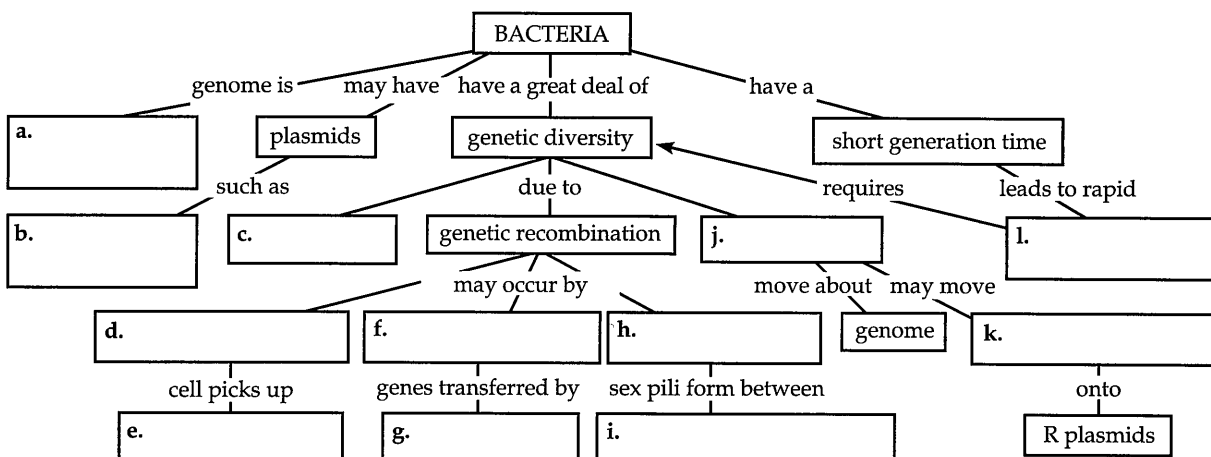 BACTERIA
genome is may have have a great deal of have a
a. plasmids genetic diversity short generation time
such as due to requires leads to rapid
b. c. genetic recombination j. l.
may occur by move about may move
d. f. h. genome k.
cell picks up genes transferred by sex pili form between onto
e. g. i. R plasmids